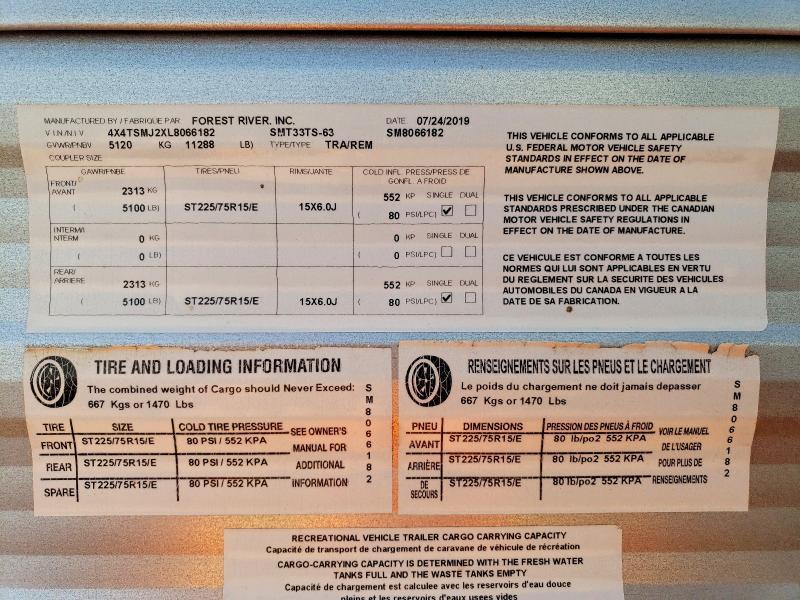 MANUFACTURED BY / FABRIQUE PAR FOREST RIVER. INC. DATE 07/24/2019
V.I.N./N.I.V 4X4TSMJ2XL8066182 SMT33TS-63 SM8066182
GVWR/PNBV 5120 KG 11288 LB) TYPE/TYPE TRA/REM
COUPLER SIZE
GAWR/PNBE TIRES/PNEU RIMS/JANTE COLD INFL. PRESS/PRESS DE GONFL. A FROID
FRONT/ AVANT 2313 KG 552 KP SINGLE DUAL
( 5100 LB) ST225/75R15/E 15X6.0J ( 80 PSI/LPC)
INTERM/I NTERM 0 KG 0 KP SINGLE DUAL
( 0 LB) ( 0 PSI/LPC)
REAR/ ARRIERE 2313 KG 552 KP SINGLE DUAL
( 5100 LB) ST225/75R15/E 15X6.0J ( 80 PSI/LPC)
THIS VEHICLE CONFORMS TO ALL APPLICABLE
U.S. FEDERAL MOTOR VEHICLE SAFETY
STANDARDS IN EFFECT ON THE DATE OF
MANUFACTURE SHOWN ABOVE.
THIS VEHICLE CONFORMS TO ALL APPLICABLE
STANDARDS PRESCRIBED UNDER THE CANADIAN
MOTOR VEHICLE SAFETY REGULATIONS IN
EFFECT ON THE DATE OF MANUFACTURE.
CE VEHICULE EST CONFORME A TOUTES LES
NORMES QUI LUI SONT APPLICABLES EN VERTU
DU REGLEMENT SUR LA SECURITE DES VEHICULES
AUTOMOBILES DU CANADA EN VIGUEUR A LA
DATE DE SA FABRICATION.
TIRE AND LOADING INFORMATION
The combined weight of Cargo should Never Exceed:
667 Kgs or 1470 Lbs
TIRE SIZE COLD TIRE PRESSURE
FRONT ST225/75R15/E 80 PSI / 552 KPA
REAR ST225/75R15/E 80 PSI / 552 KPA
SPARE ST225/75R15/E 80 PSI / 552 KPA
SEE OWNER'S
MANUAL FOR
ADDITIONAL
INFORMATION
SM8066182
RENSEIGNEMENTS SUR LES PNEUS ET LE CHARGEMENT
Le poids du chargement ne doit jamais depasser
667 Kgs or 1470 Lbs
PNEU DIMENSIONS PRESSION DES PNEUS À FROID
AVANT ST225/75R15/E 80 lb/po2 552 KPA
ARRIÈRE ST225/75R15/E 80 lb/po2 552 KPA
DE SECOURS ST225/75R15/E 80 lb/po2 552 KPA
VOIR LE MANUEL
DE L'USAGER
POUR PLUS DE
RENSEIGNEMENTS
SM8066182
RECREATIONAL VEHICLE TRAILER CARGO CARRYING CAPACITY
Capacité de transport de chargement de caravane de véhicule de récréation
CARGO-CARRYING CAPACITY IS DETERMINED WITH THE FRESH WATER
TANKS FULL AND THE WASTE TANKS EMPTY
Capacité de chargement est calculee avec les reservoirs d'eau douce
pleins et les reservoirs d'eaux usees vides